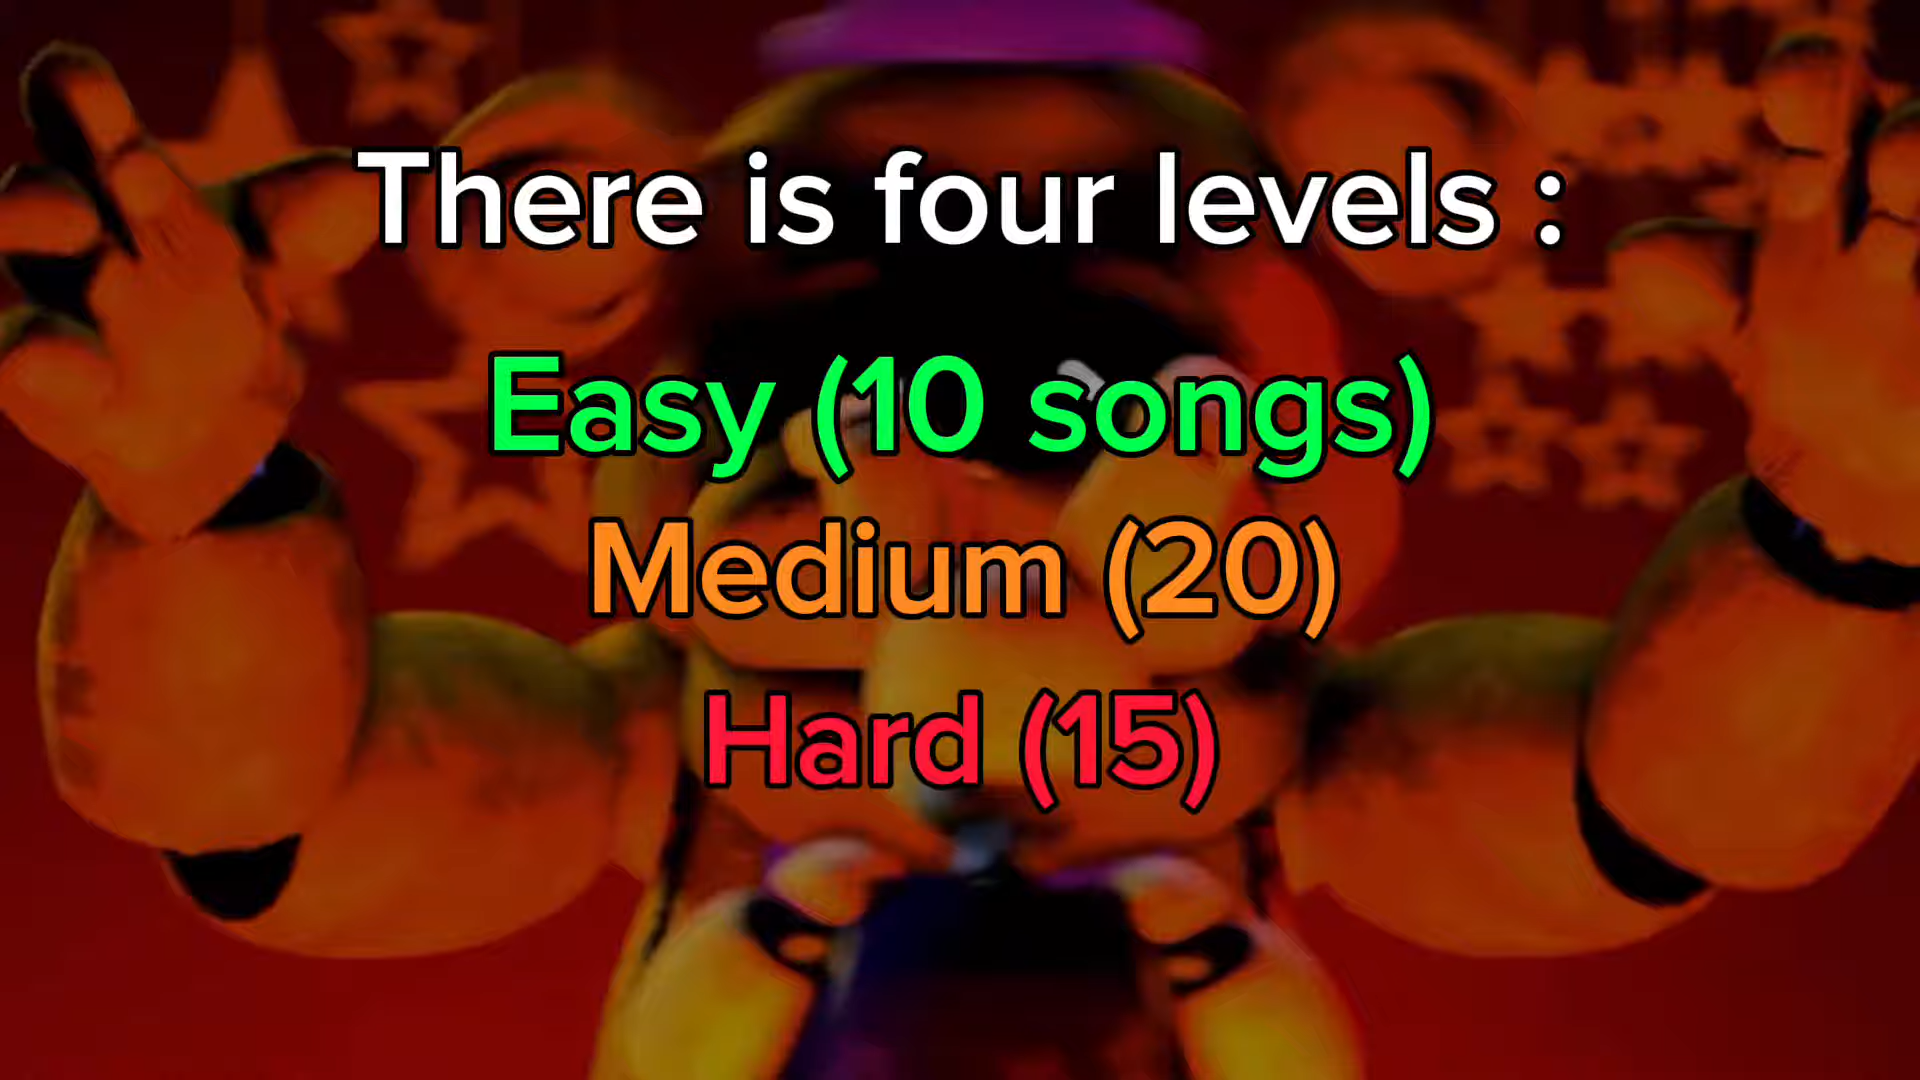 There is four levels :
Easy (10 songs)
Medium (20)
Hard (15)